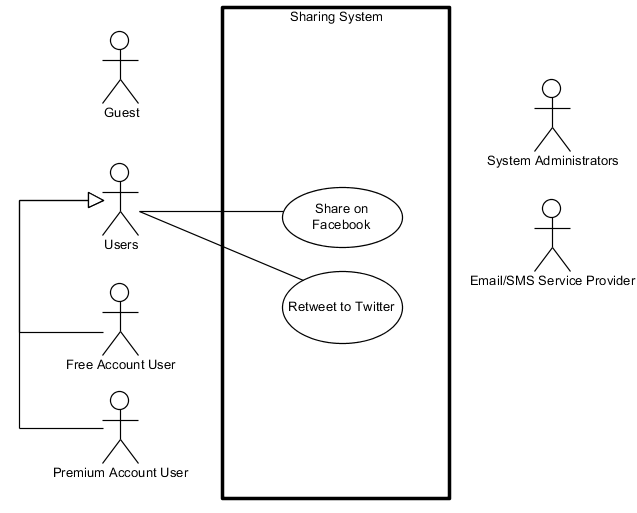 Sharing System
Guest
System Administrators
Users
Share on
Facebook
Email/SMS Service Provider
Retweet to Twitter
Free Account User
Premium Account User